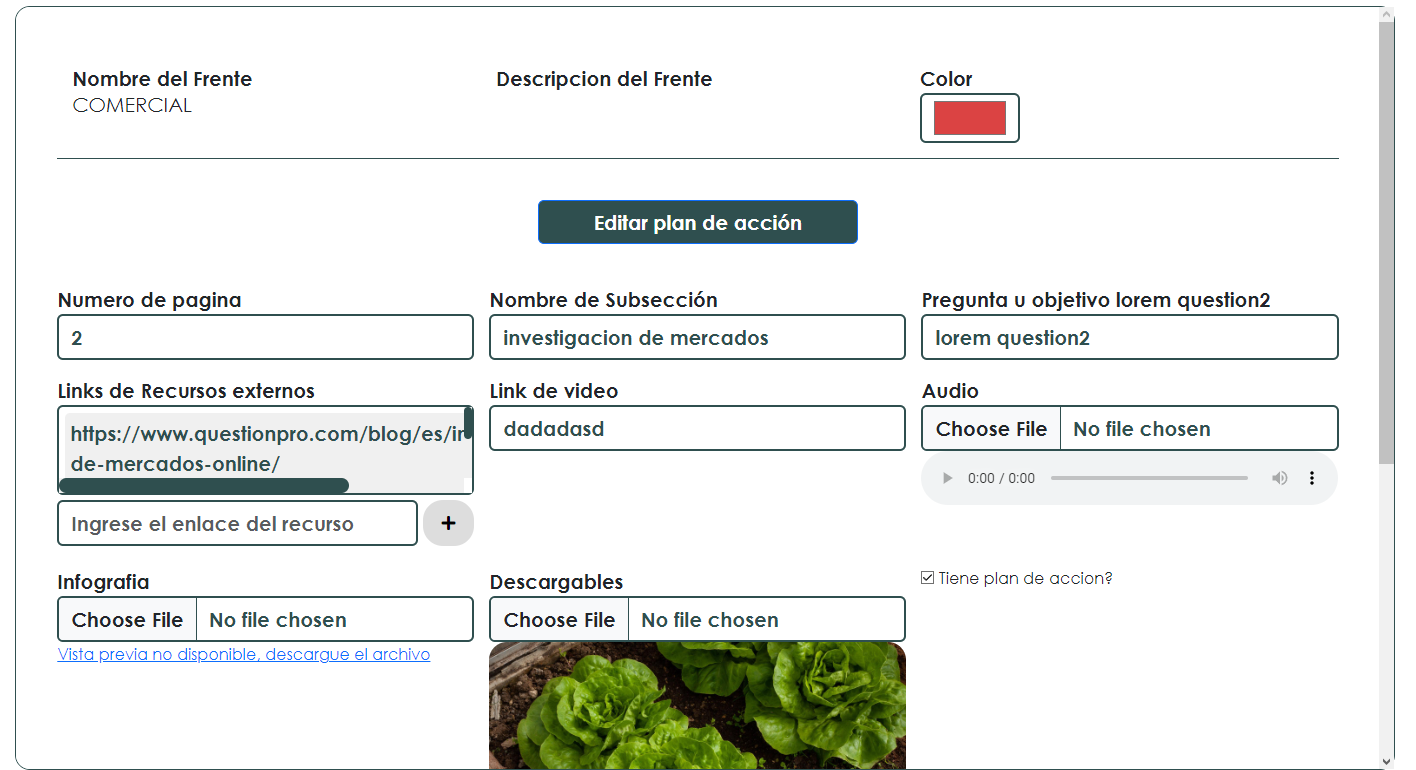 Nombre del Frente
COMERCIAL
Descripcion del Frente
Color
Editar plan de acción
Numero de pagina
2
Nombre de Subsección
investigacion de mercados
Pregunta u objetivo lorem question2
lorem question2
Links de Recursos externos
https://www.questionpro.com/blog/es/in
de-mercados-online/
Ingrese el enlace del recurso
+
Link de video
dadadasd
Audio
Choose File No file chosen
0:00 / 0:00
Infografia
Choose File No file chosen
Vista previa no disponible, descargue el archivo
Descargables
Choose File No file chosen
Tiene plan de accion?